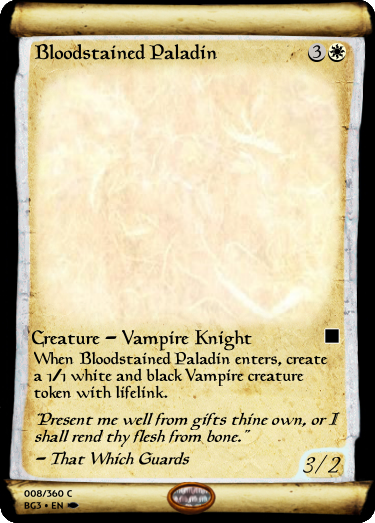 Bloodstained Paladin 3
Creature – Vampire Knight
When Bloodstained Paladin enters, create
a 1/1 white and black Vampire creature
token with lifelink.
"Present me well from gifts thine own, or I
shall rend thy flesh from bone."
– That Which Guards
3/2
008/360 C
BG3 • EN